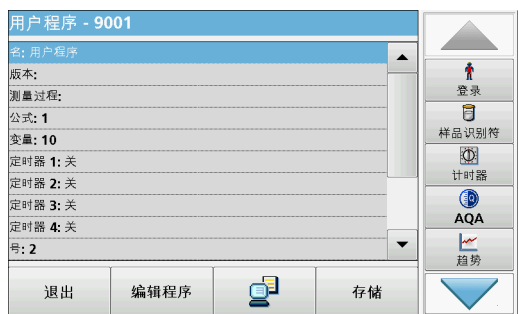 用户程序 - 9001
名: 用户程序
版本:
测量过程:
公式: 1
变量: 10
定时器 1: 关
定时器 2: 关
定时器 3: 关
定时器 4: 关
号: 2
退出
编辑程序
存储
登录
样品识别符
计时器
AQA
趋势